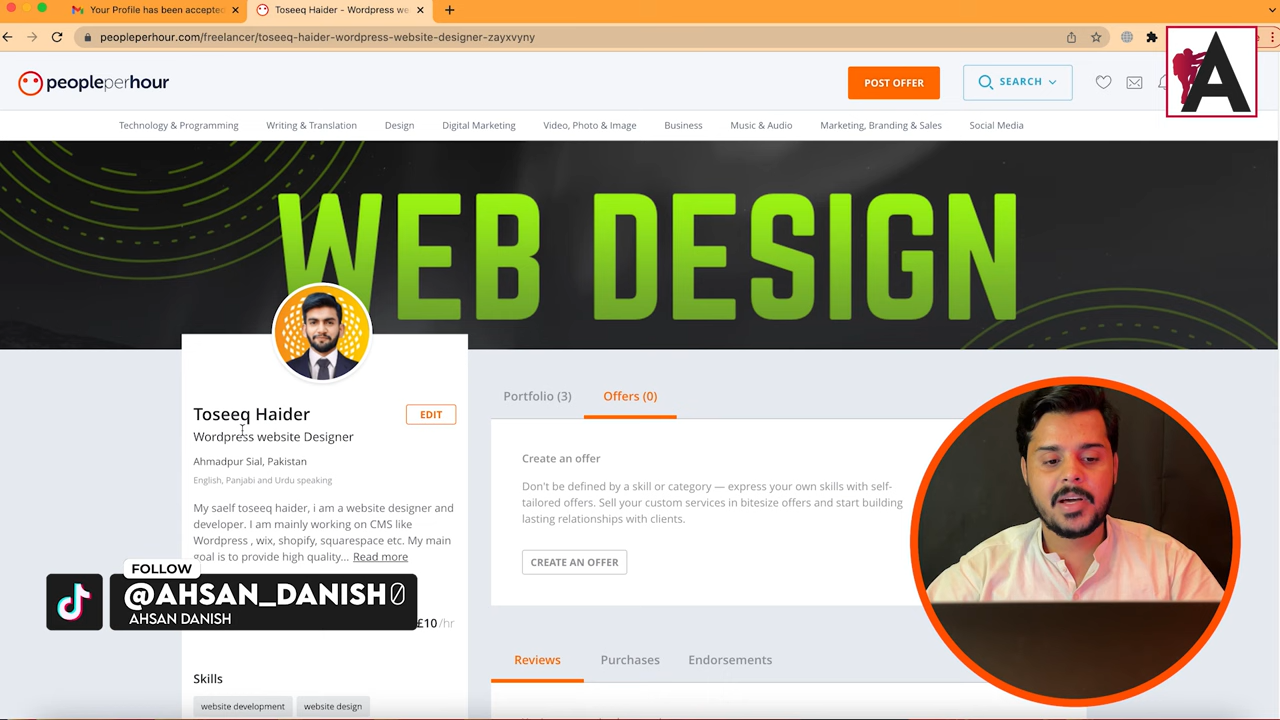 Your Profile has been accepted
Toseeq Haider - Wordpress we
peopleperhour.com/freelancer/toseeq-haider-wordpress-website-designer-zayxvyny
peopleperhour
POST OFFER
SEARCH
A
Technology & Programming
Writing & Translation
Design
Digital Marketing
Video, Photo & Image
Business
Music & Audio
Marketing, Branding & Sales
Social Media
WEB DESIGN
Toseeq Haider
EDIT
Wordpress website Designer
Ahmadpur Sial, Pakistan
English, Panjabi and Urdu speaking
My saelf toseeq haider, i am a website designer and
developer. I am mainly working on CMS like
Wordpress , wix, shopify, squarespace etc. My main
goal is to provide high quality... Read more
FOLLOW
@AHSAN_DANISH0
AHSAN DANISH
£10 /hr
Skills
website development
website design
Portfolio (3)
Offers (0)
Create an offer
Don't be defined by a skill or category — express your own skills with self-
tailored offers. Sell your custom services in bitesize offers and start building
lasting relationships with clients.
CREATE AN OFFER
Reviews
Purchases
Endorsements